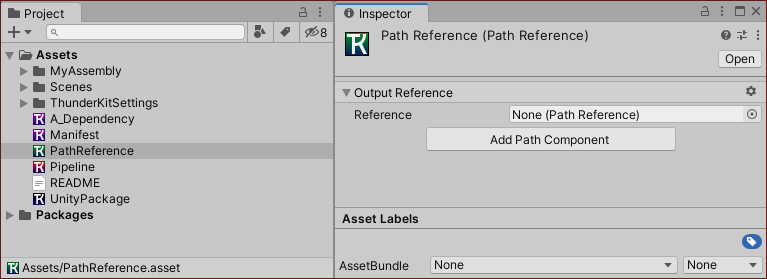 Project
8
Assets
MyAssembly
Scenes
ThunderKitSettings
A_Dependency
Manifest
PathReference
Pipeline
README
UnityPackage
Packages
Assets/PathReference.asset
Inspector
Path Reference (Path Reference)
Open
Output Reference
Reference None (Path Reference)
Add Path Component
Asset Labels
AssetBundle None None